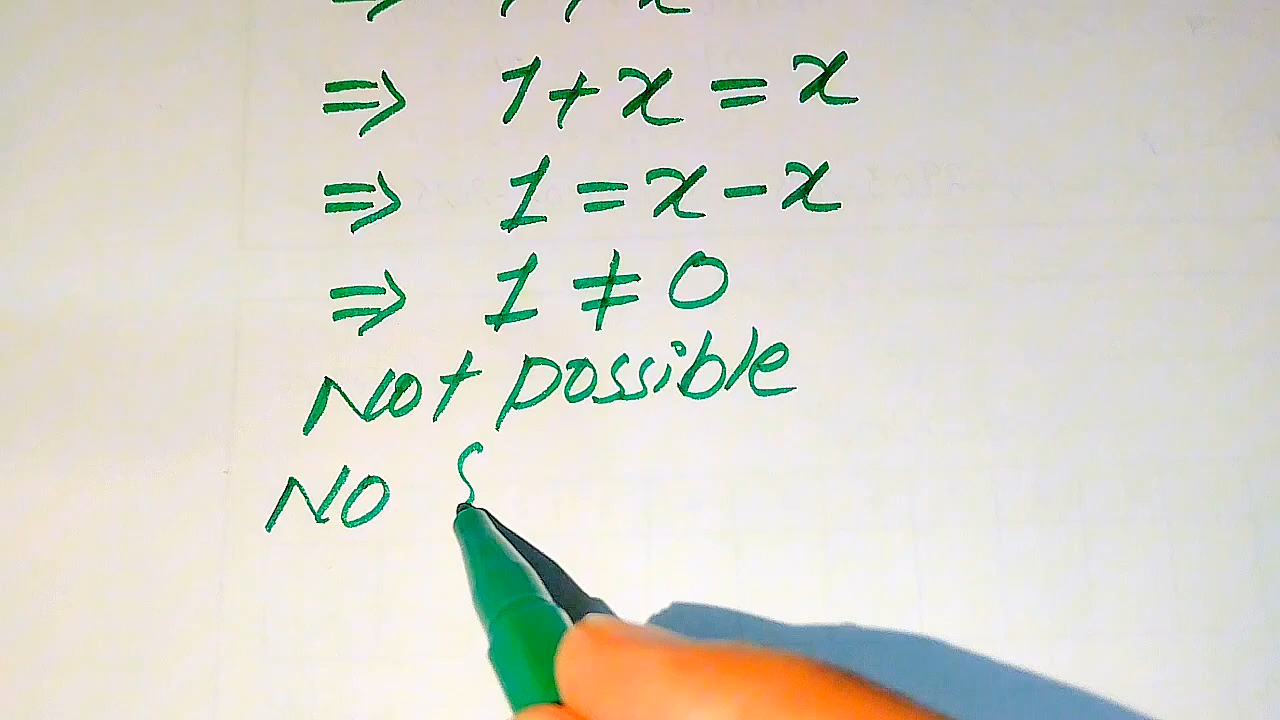 ⇒ 1+x = x
⇒ 1 = x-x
⇒ 1 ≠ 0
Not possible
NO S